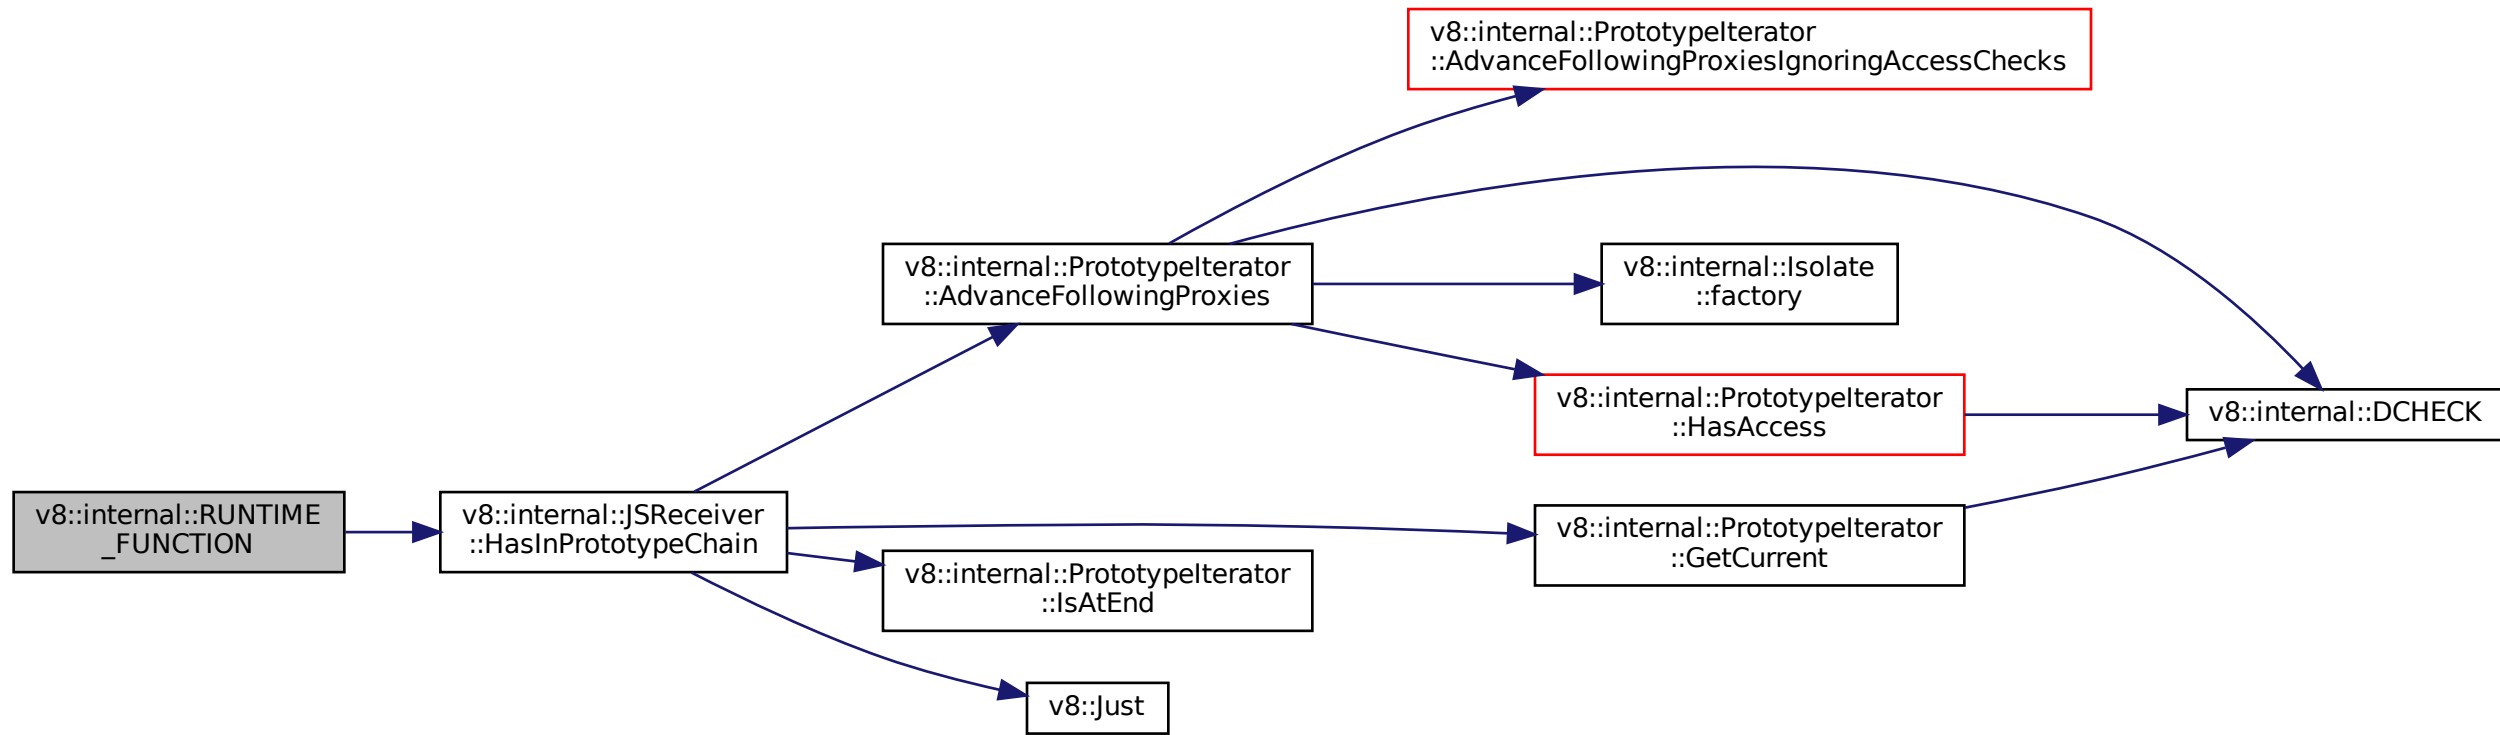 v8::internal::RUNTIME
_FUNCTION
v8::internal::JSReceiver
::HasInPrototypeChain
v8::internal::PrototypeIterator
::AdvanceFollowingProxies
v8::internal::PrototypeIterator
::AdvanceFollowingProxiesIgnoringAccessChecks
v8::internal::Isolate
::factory
v8::internal::PrototypeIterator
::HasAccess
v8::internal::DCHECK
v8::internal::PrototypeIterator
::GetCurrent
v8::internal::PrototypeIterator
::IsAtEnd
v8::Just